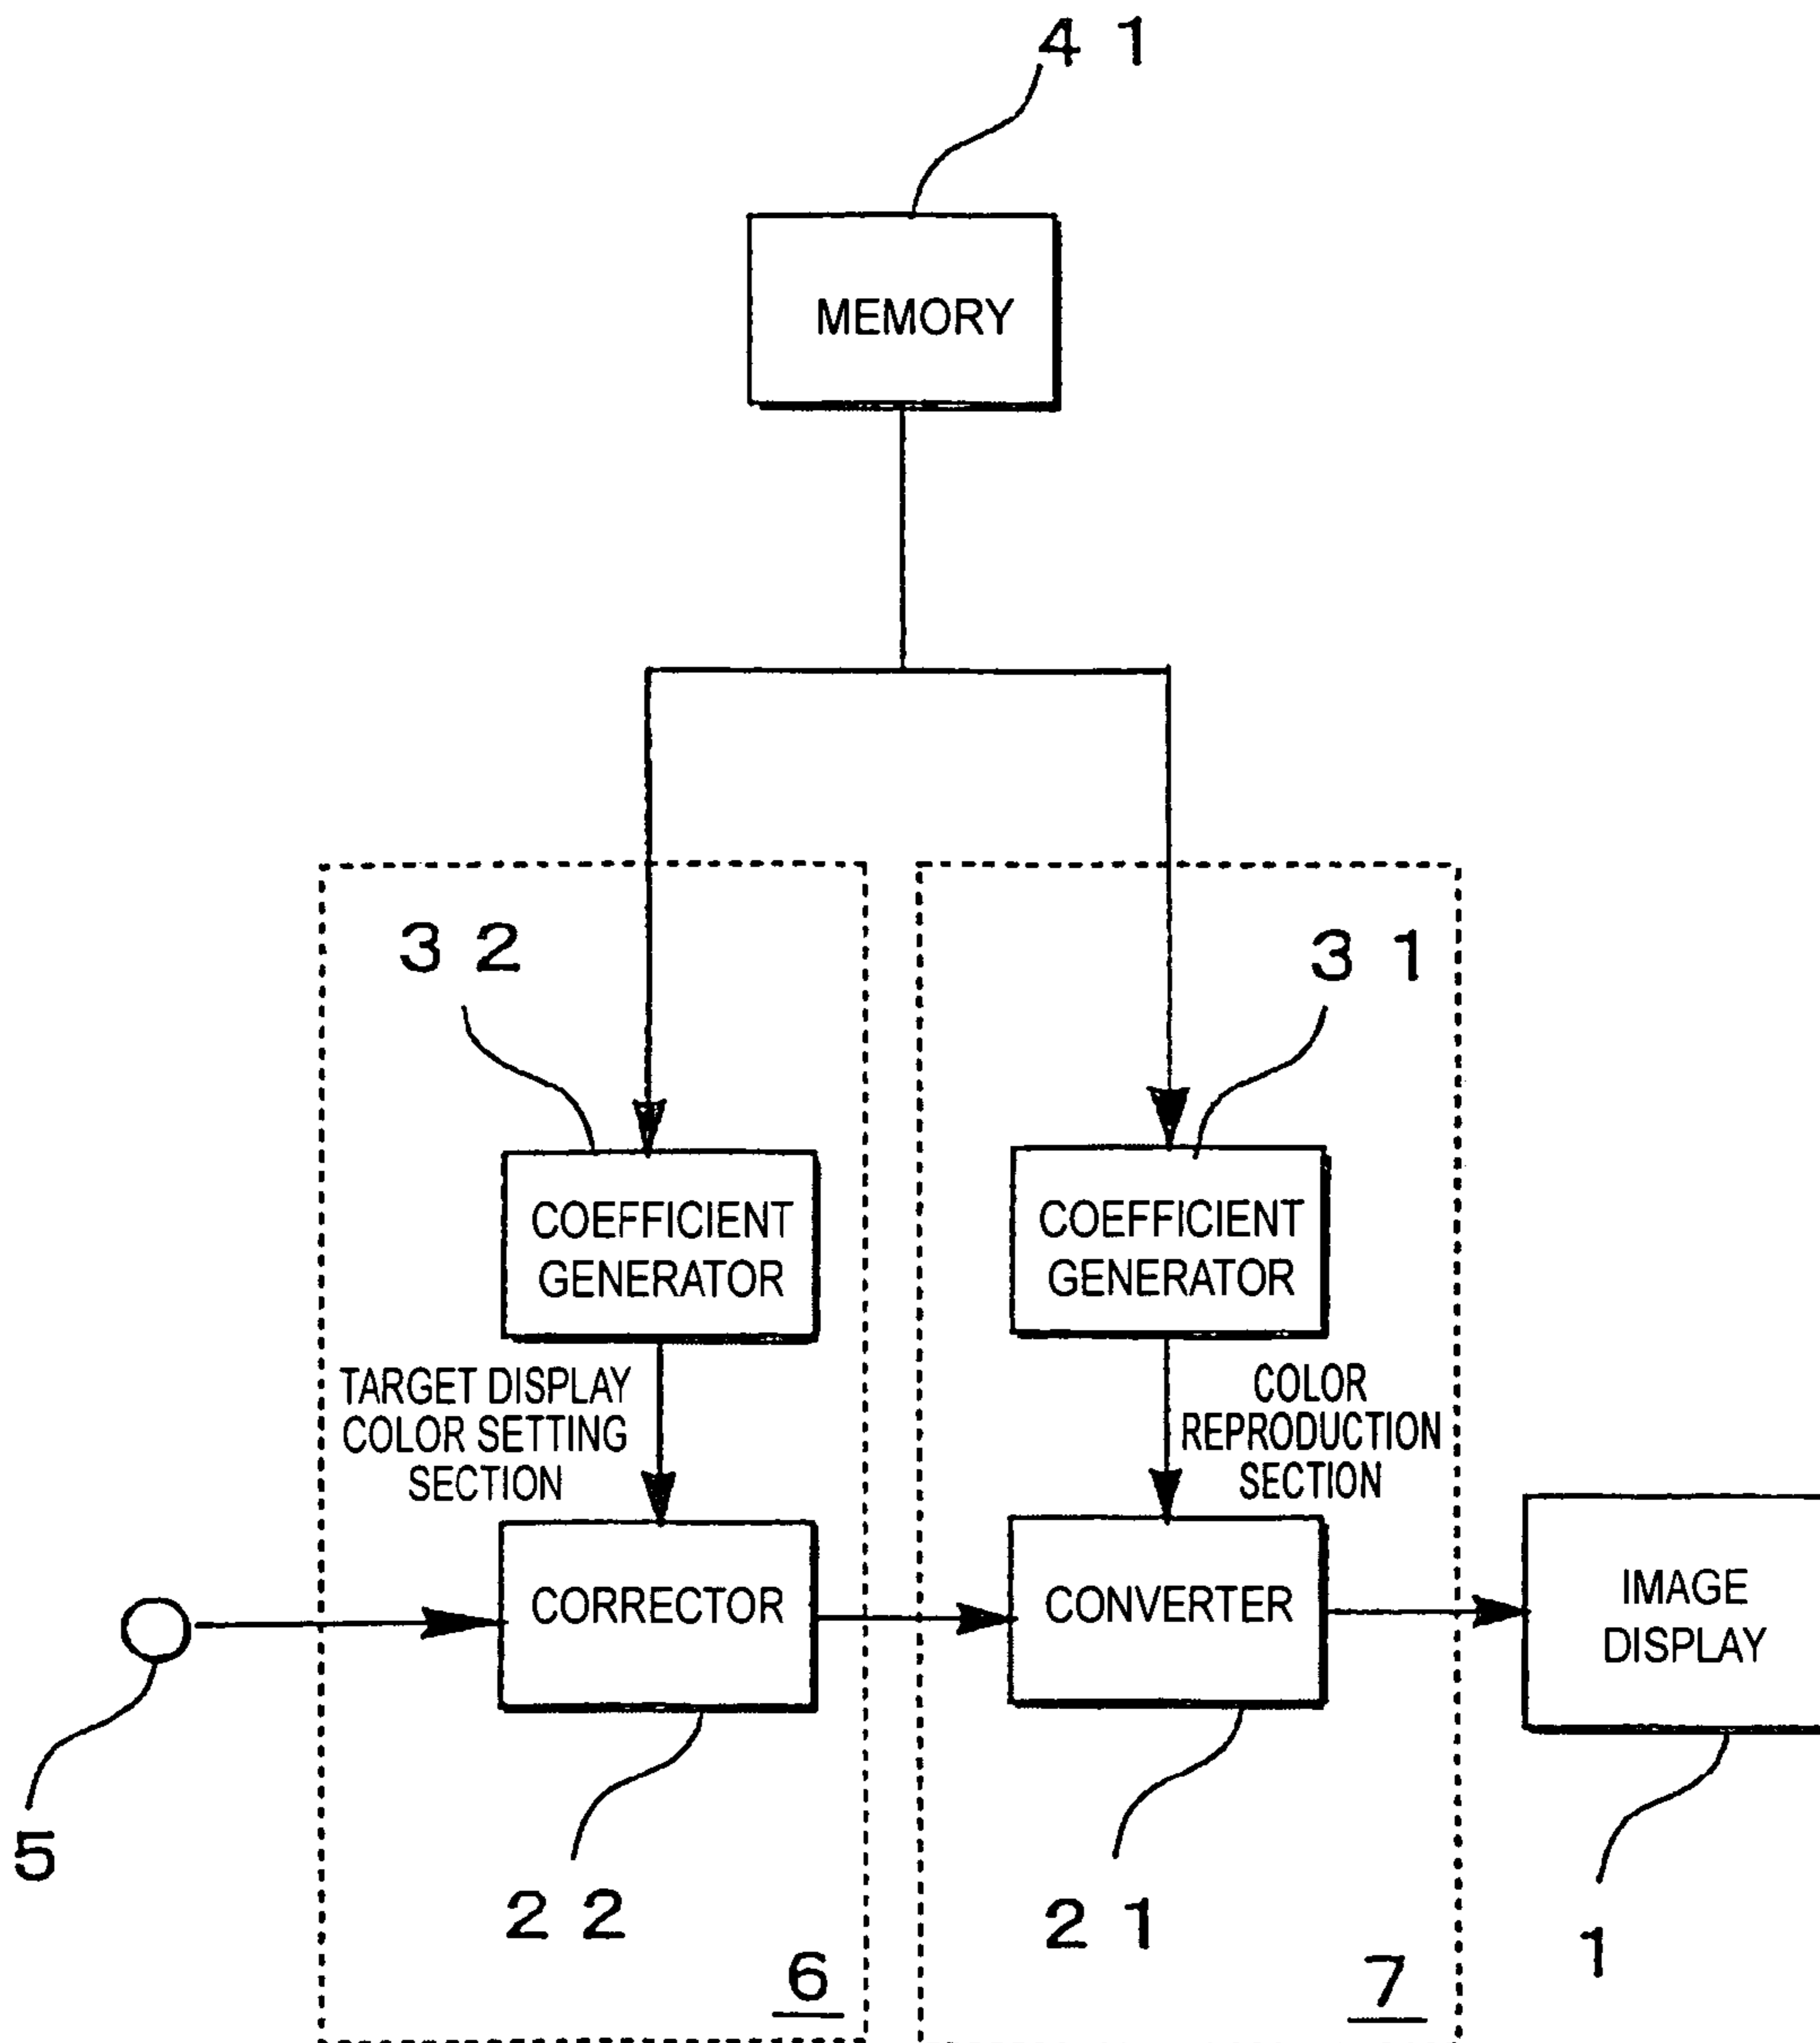 4 1
MEMORY
3 2
3 1
COEFFICIENT
GENERATOR
COEFFICIENT
GENERATOR
TARGET DISPLAY
COLOR SETTING
SECTION
COLOR
REPRODUCTION
SECTION
CORRECTOR
CONVERTER
IMAGE
DISPLAY
5
2 2
2 1
1
6
7